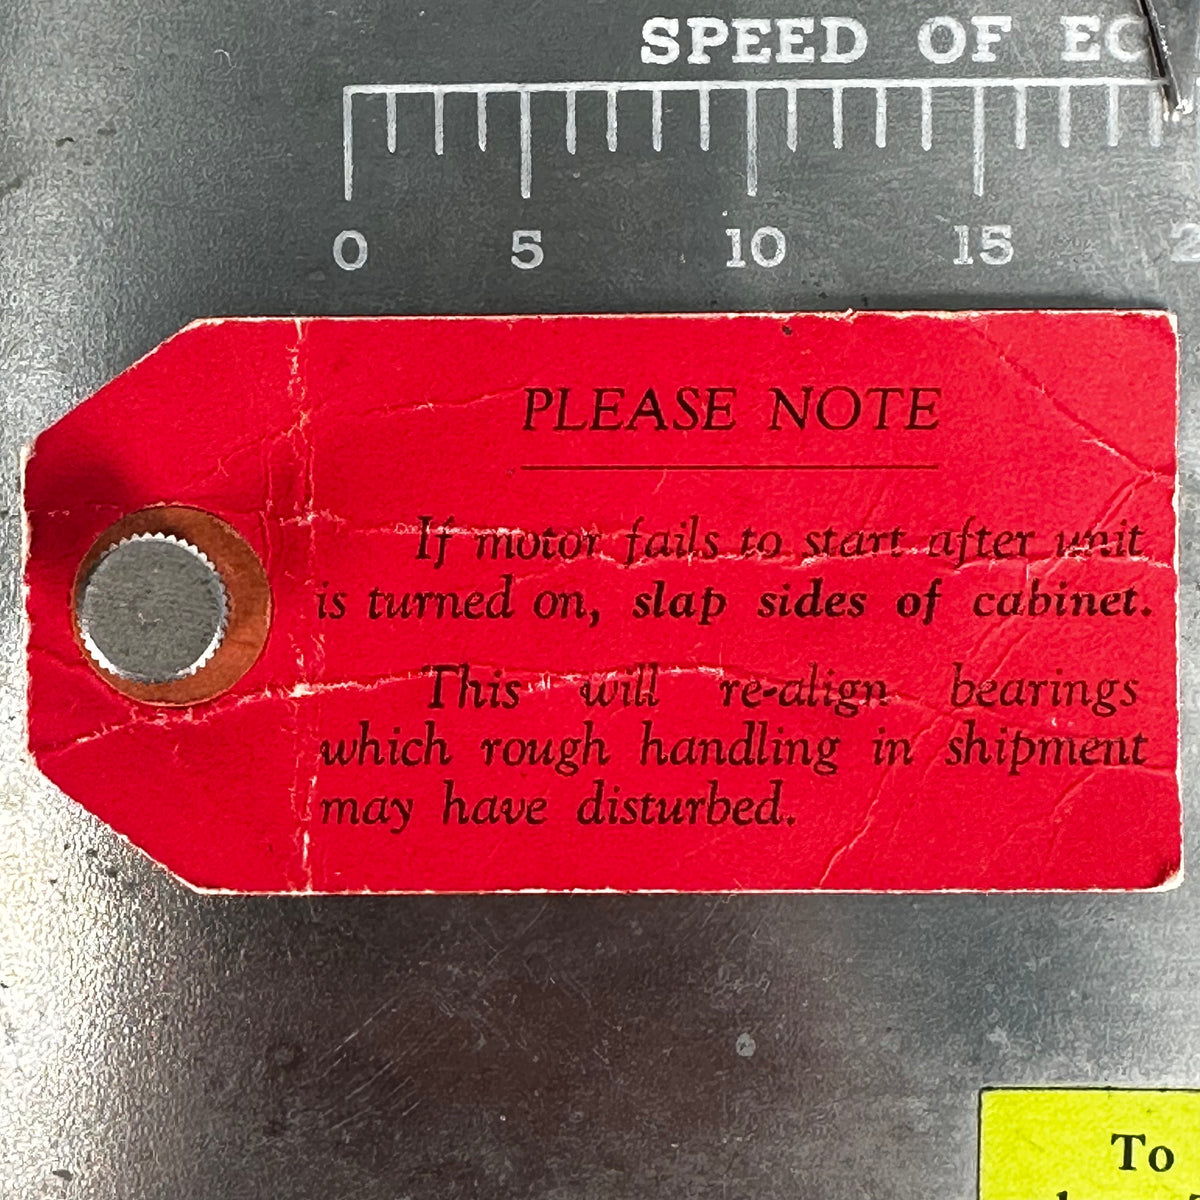 SPEED OF EC
0 5 10 15 2
PLEASE NOTE
If motor fails to start after unit
is turned on, slap sides of cabinet.
This will re-align bearings
which rough handling in shipment
may have disturbed.
To